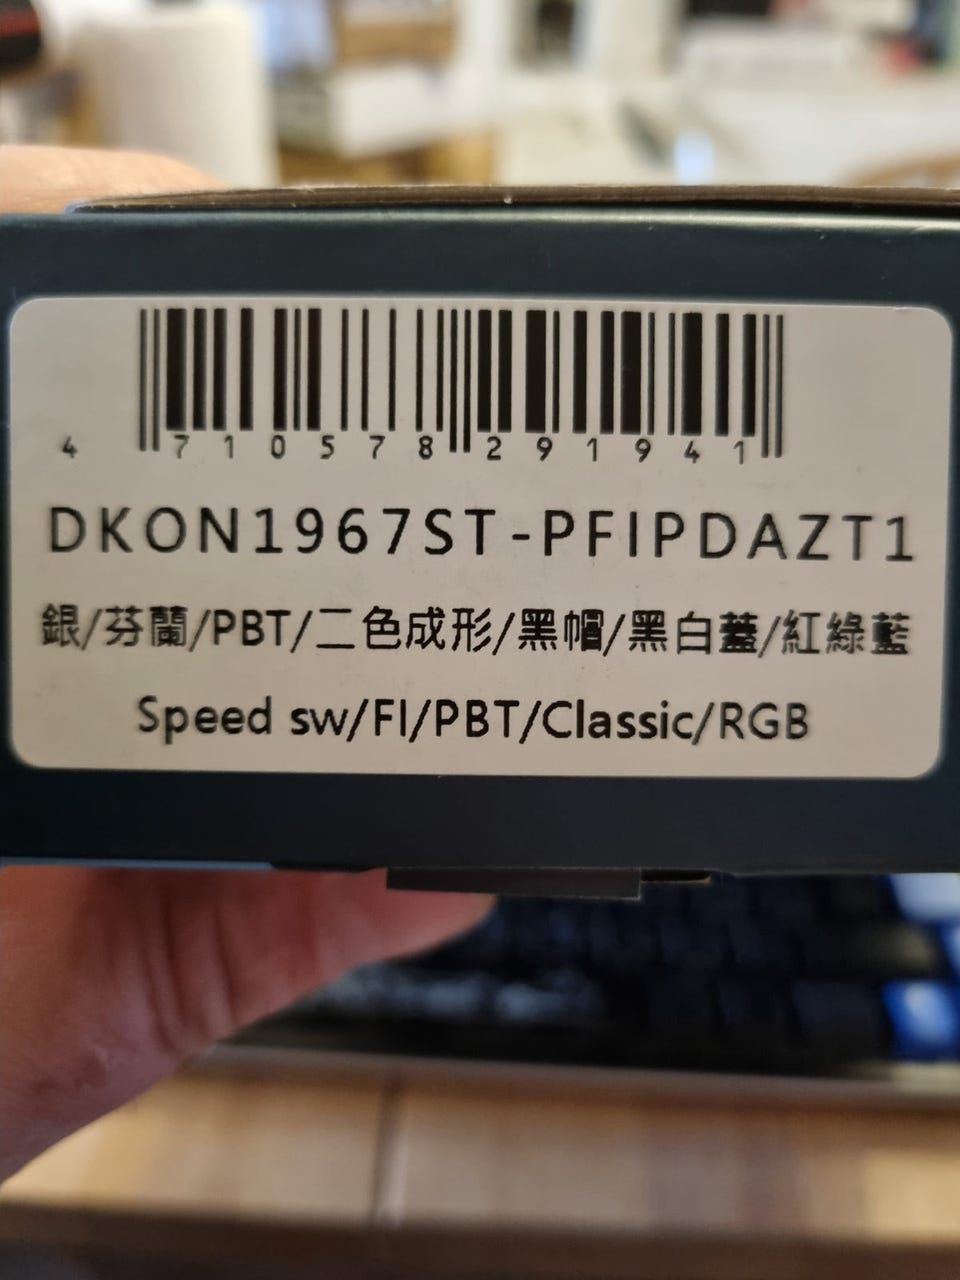 4 710578 291941
DKON1967ST-PFIPDAZT1
銀/芬蘭/PBT/二色成形/黑帽/黑白蓋/紅綠藍
Speed sw/FI/PBT/Classic/RGB